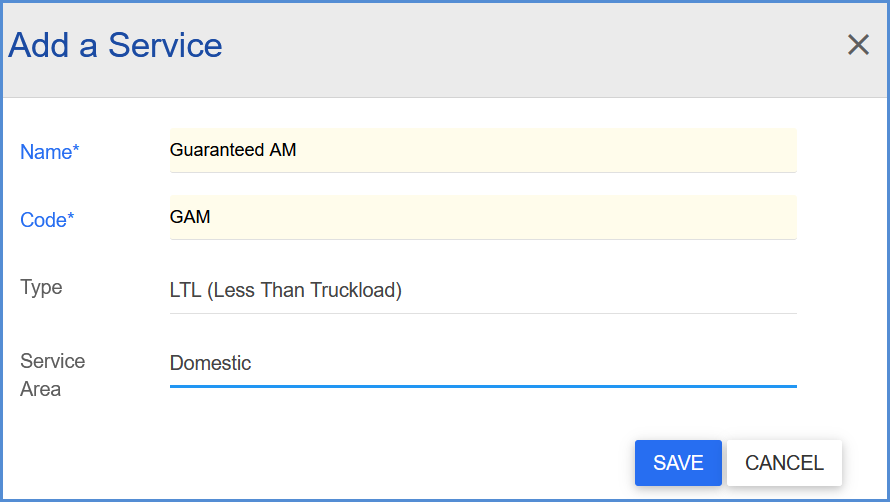 Add a Service
Name* Guaranteed AM
Code* GAM
Type LTL (Less Than Truckload)
Service Area Domestic
SAVE CANCEL